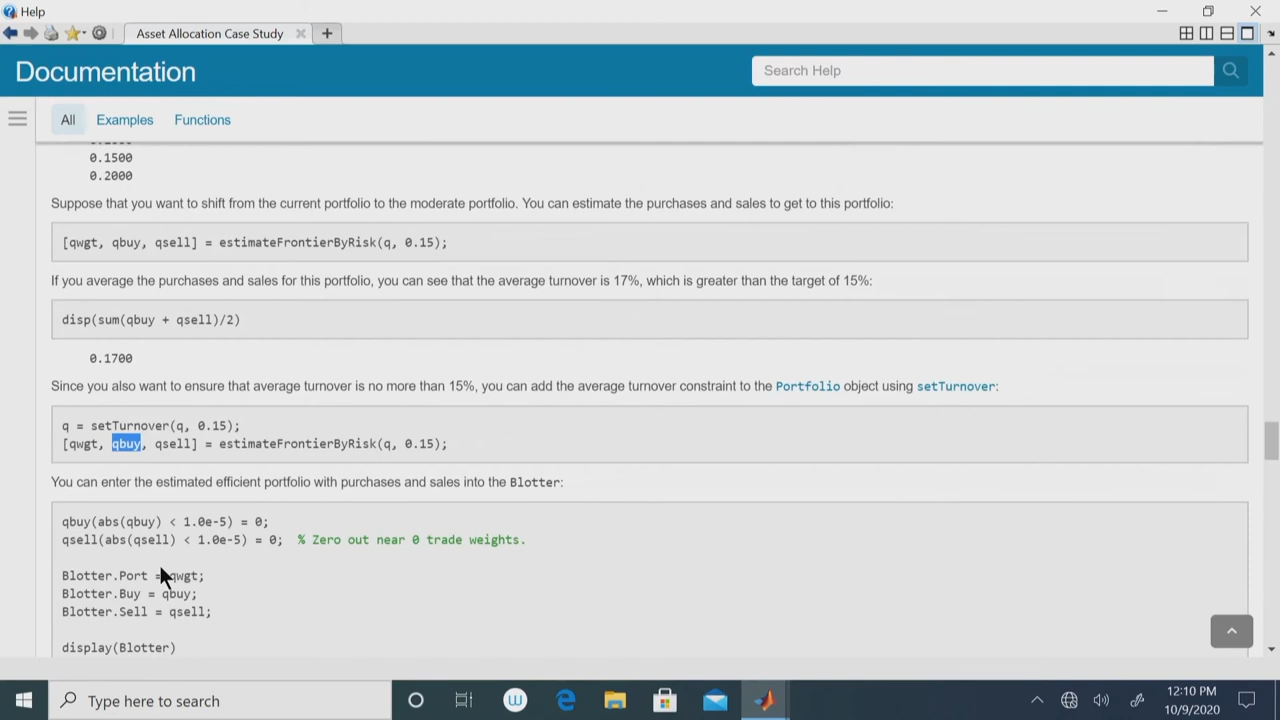 Help
Asset Allocation Case Study
Documentation
Search Help
All Examples Functions
0.1500
0.2000
Suppose that you want to shift from the current portfolio to the moderate portfolio. You can estimate the purchases and sales to get to this portfolio:
[qwgt, qbuy, qsell] = estimateFrontierByRisk(q, 0.15);
If you average the purchases and sales for this portfolio, you can see that the average turnover is 17%, which is greater than the target of 15%:
disp(sum(qbuy + qsell)/2)
0.1700
Since you also want to ensure that average turnover is no more than 15%, you can add the average turnover constraint to the Portfolio object using setTurnover:
q = setTurnover(q, 0.15);
[qwgt, qbuy, qsell] = estimateFrontierByRisk(q, 0.15);
You can enter the estimated efficient portfolio with purchases and sales into the Blotter:
qbuy(abs(qbuy) < 1.0e-5) = 0;
qsell(abs(qsell) < 1.0e-5) = 0; % Zero out near 0 trade weights.
Blotter.Port = qwgt;
Blotter.Buy = qbuy;
Blotter.Sell = qsell;
display(Blotter)
Type here to search
12:10 PM
10/9/2020